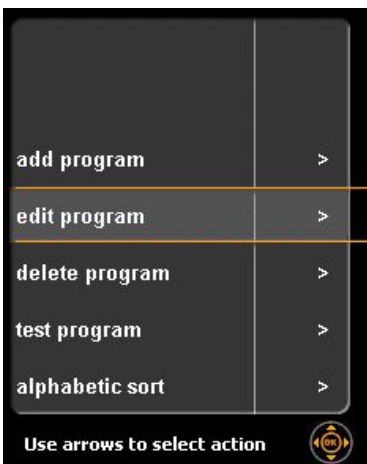 add program >
edit program >
delete program >
test program >
alphabetic sort >
Use arrows to select action OK